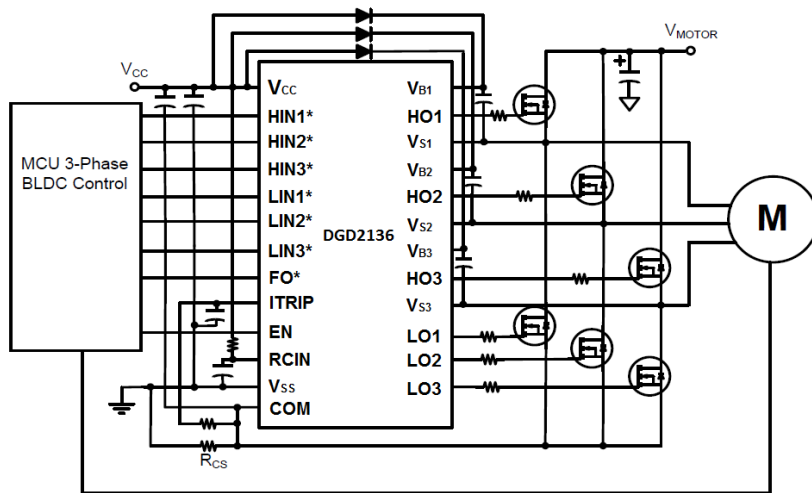 VMOTOR
VCC
MCU 3-Phase
BLDC Control
VCC
HIN1*
HIN2*
HIN3*
LIN1*
LIN2*
LIN3*
FO*
ITRIP
EN
RCIN
VSS
COM
DGD2136
VB1
HO1
VS1
VB2
HO2
VS2
VB3
HO3
VS3
LO1
LO2
LO3
M
RCS
+